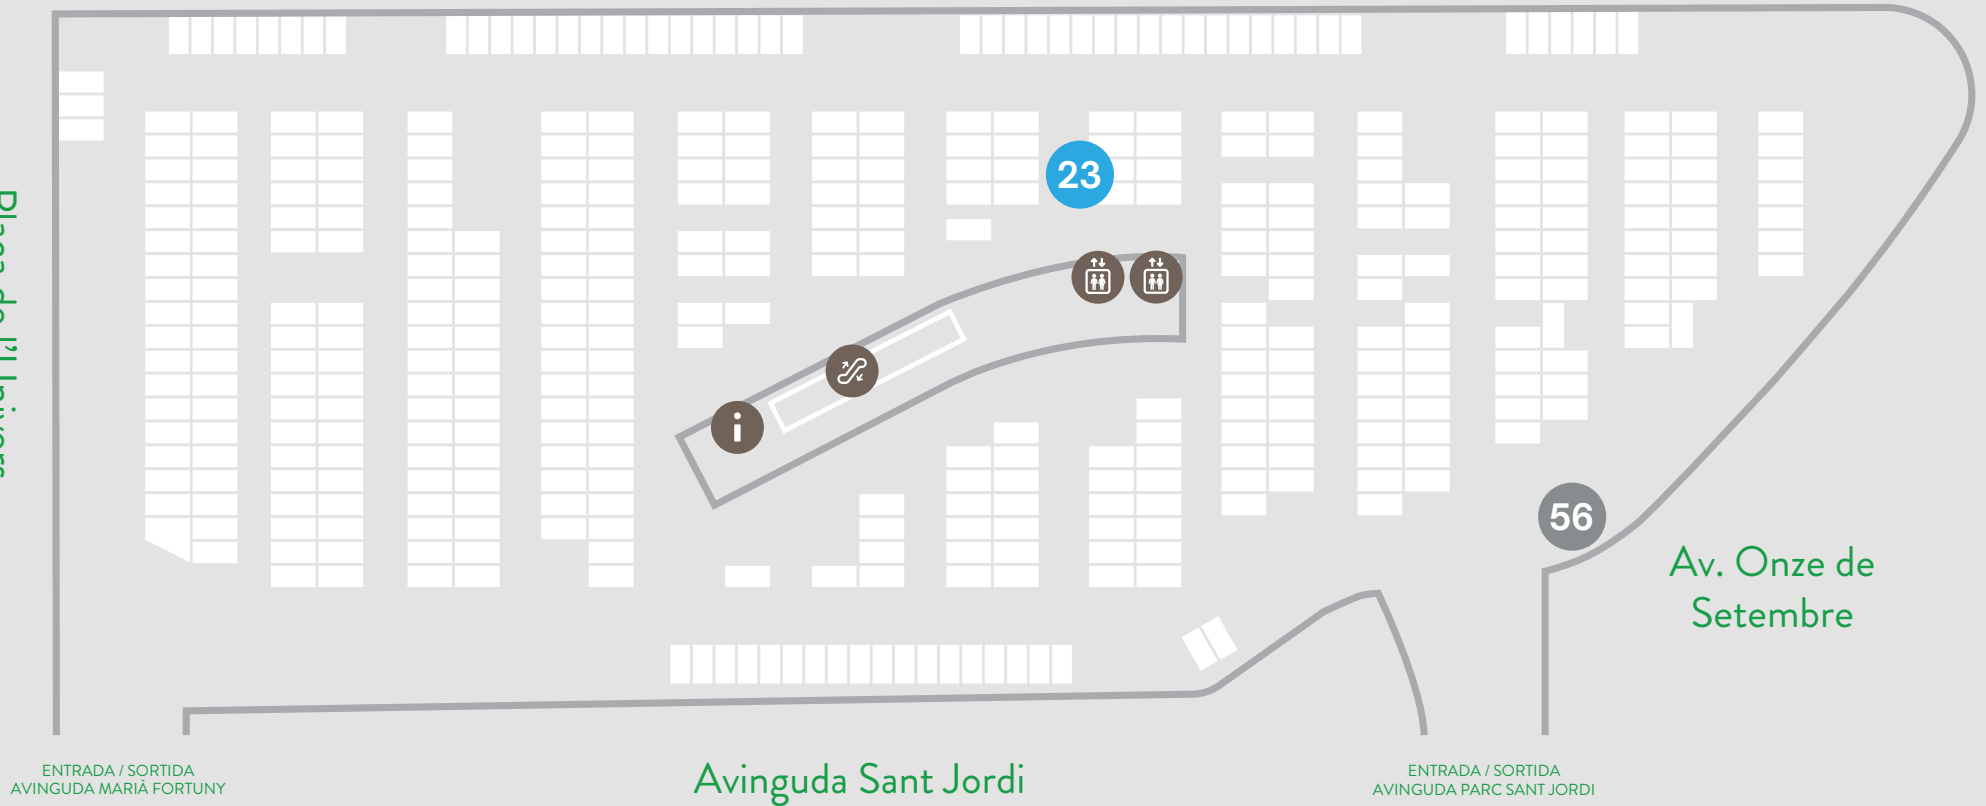 23
i
56
Av. Onze de
Setembre
Avinguda Sant Jordi
ENTRADA / SORTIDA
AVINGUDA MARIÀ FORTUNY
ENTRADA / SORTIDA
AVINGUDA PARC SANT JORDI